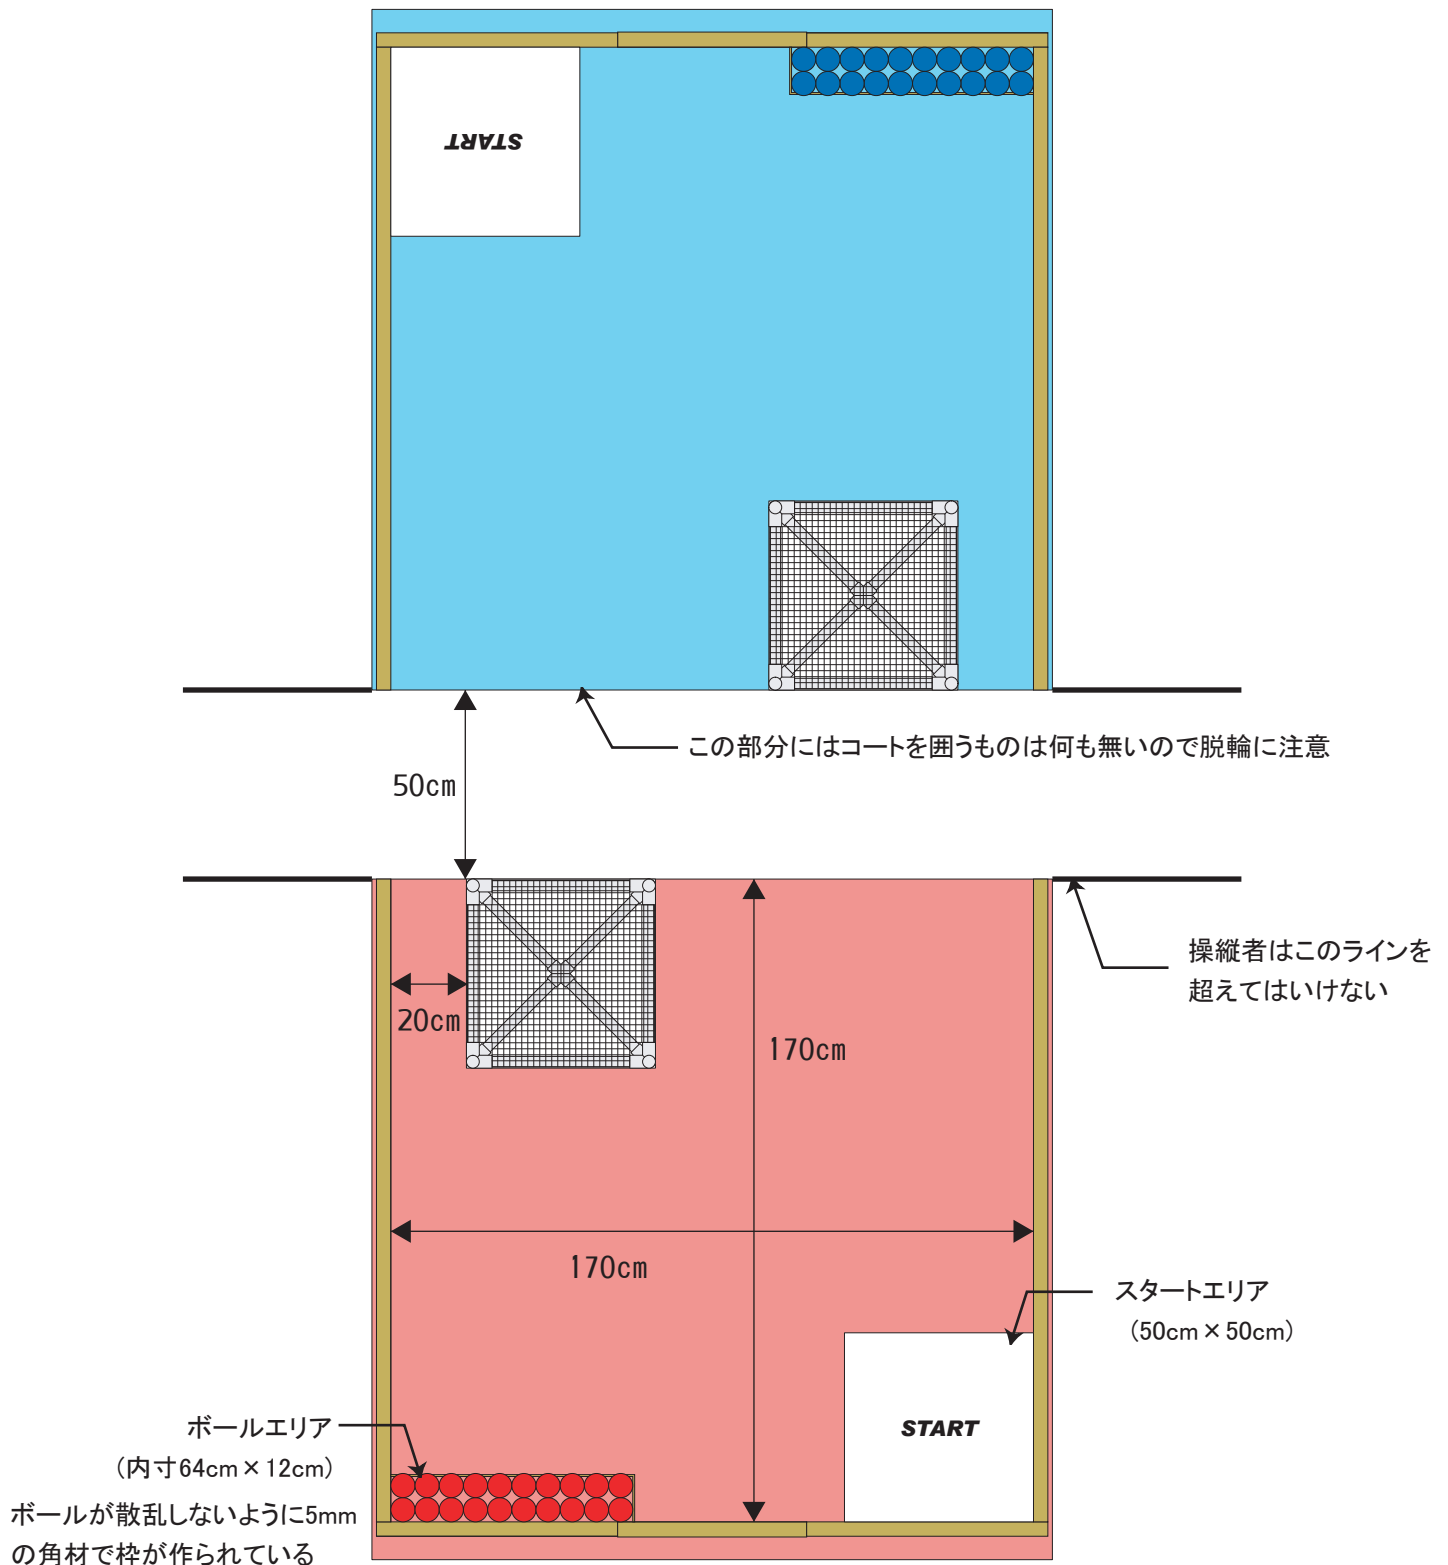 START
この部分にはコートを囲うものは何も無いので脱輪に注意
50cm
操縦者はこのラインを
超えてはいけない
20cm
170cm
170cm
スタートエリア
(50cm×50cm)
ボールエリア
(内寸64cm×12cm)
ボールが散乱しないように5mm
の角材で枠が作られている
START